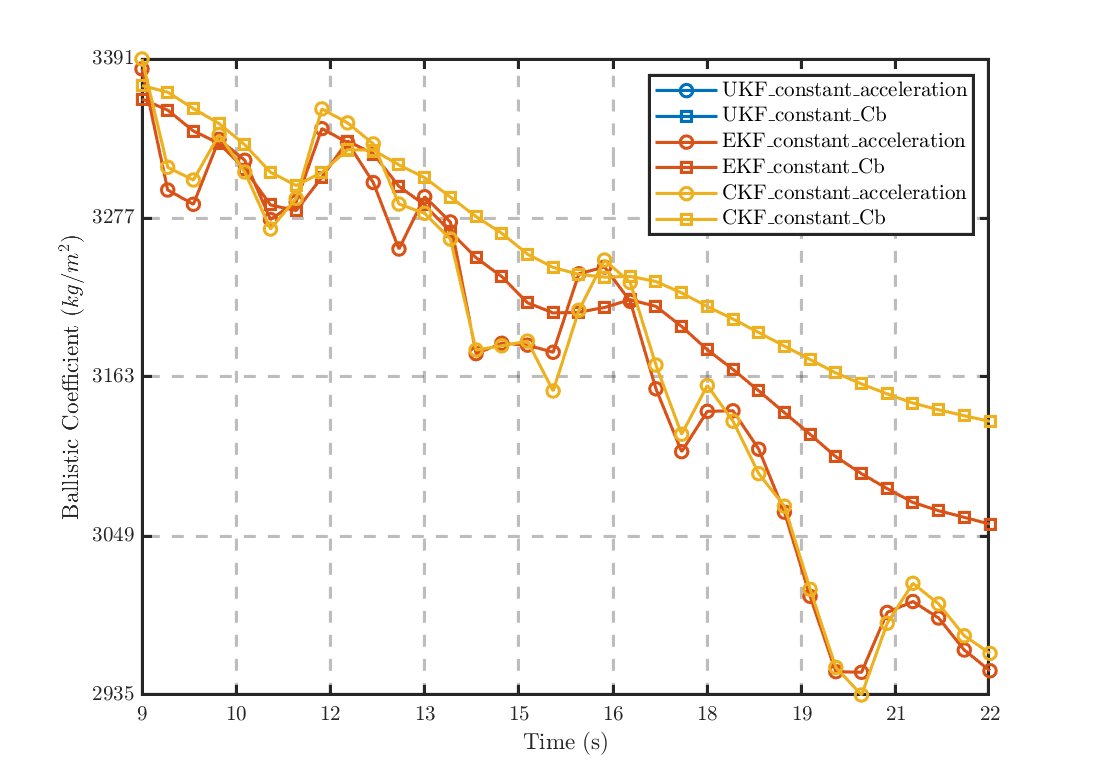 3391
3277
3163
3049
2935
Ballistic Coefficient (kg/m²)
UKF_constant_acceleration
UKF_constant_Cb
EKF_constant_acceleration
EKF_constant_Cb
CKF_constant_acceleration
CKF_constant_Cb
9 10 12 13 15 16 18 19 21 22
Time (s)